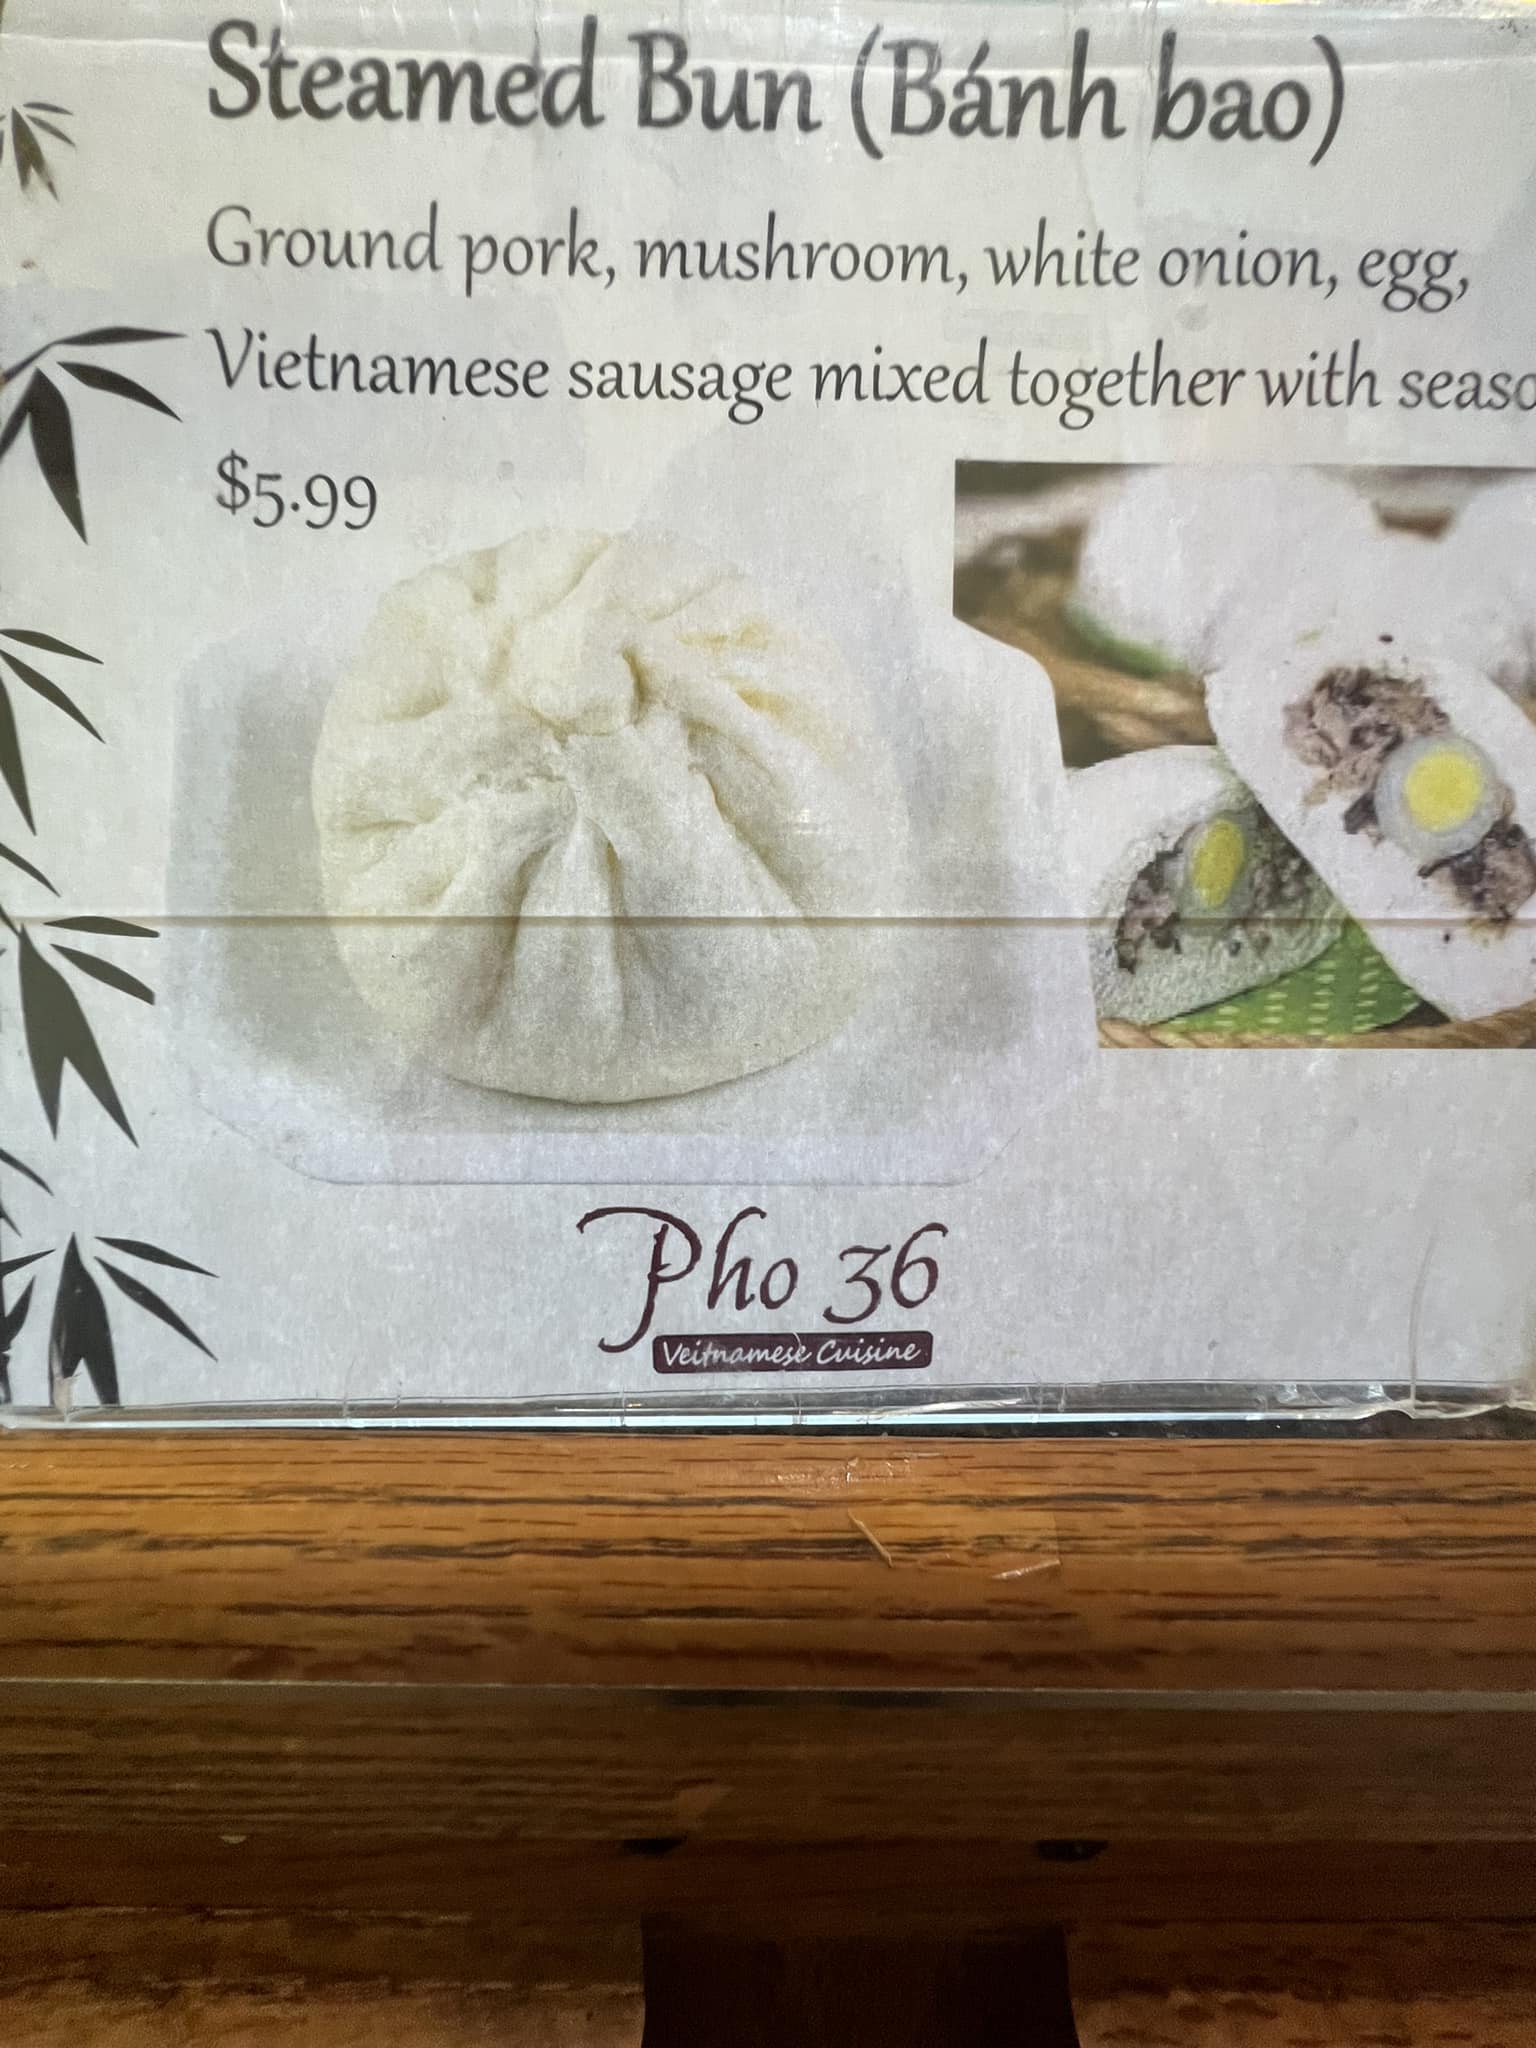 Steamed Bun (Bánh bao)
Ground pork, mushroom, white onion, egg,
Vietnamese sausage mixed together with seaso
$5.99
Pho 36
Veitnamese Cuisine